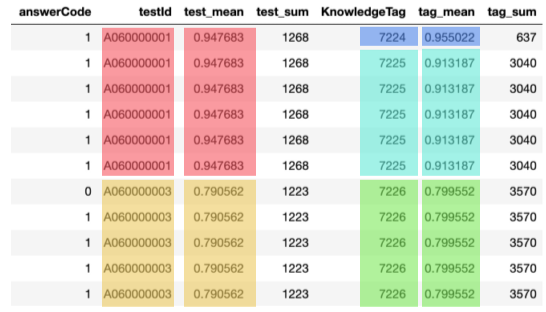 answerCode testId test_mean test_sum KnowledgeTag tag_mean tag_sum
1 A060000001 0.947683 1268 7224 0.955022 637
1 A060000001 0.947683 1268 7225 0.913187 3040
1 A060000001 0.947683 1268 7225 0.913187 3040
1 A060000001 0.947683 1268 7225 0.913187 3040
1 A060000001 0.947683 1268 7225 0.913187 3040
1 A060000001 0.947683 1268 7225 0.913187 3040
0 A060000003 0.790562 1223 7226 0.799552 3570
1 A060000003 0.790562 1223 7226 0.799552 3570
1 A060000003 0.790562 1223 7226 0.799552 3570
1 A060000003 0.790562 1223 7226 0.799552 3570
1 A060000003 0.790562 1223 7226 0.799552 3570